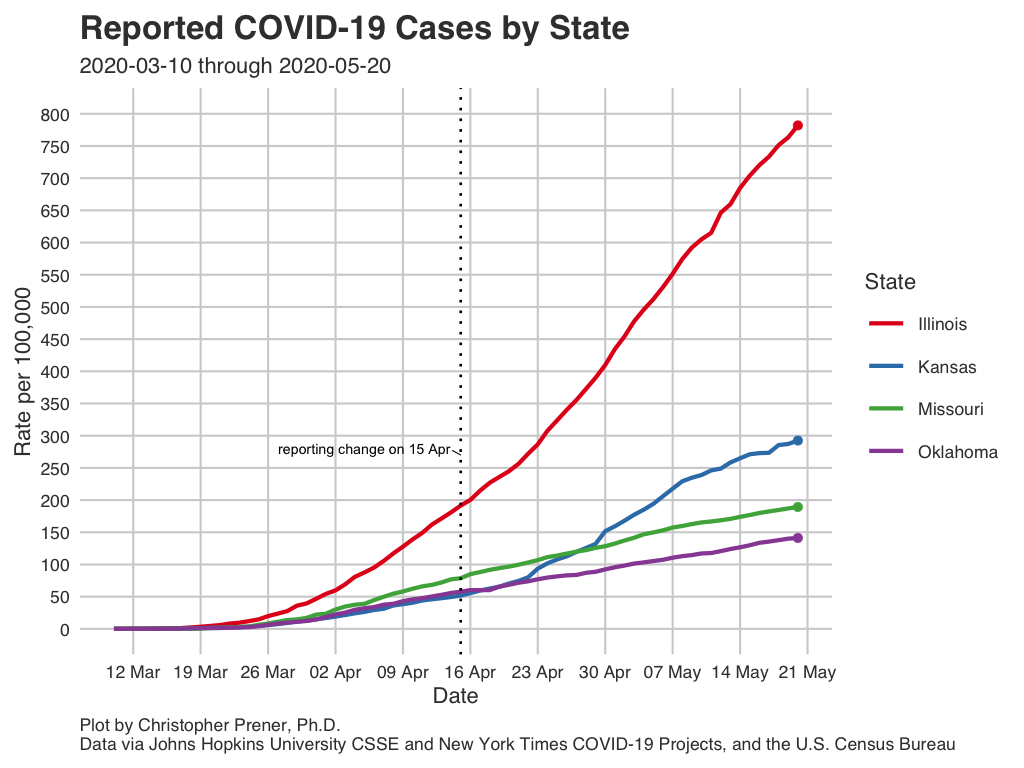 Reported COVID-19 Cases by State
2020-03-10 through 2020-05-20
Rate per 100,000
800
750
700
650
600
550
500
450
400
350
300
250
200
150
100
50
0
reporting change on 15 Apr
12 Mar 19 Mar 26 Mar 02 Apr 09 Apr 16 Apr 23 Apr 30 Apr 07 May 14 May 21 May
Date
State
Illinois
Kansas
Missouri
Oklahoma
Plot by Christopher Prener, Ph.D.
Data via Johns Hopkins University CSSE and New York Times COVID-19 Projects, and the U.S. Census Bureau